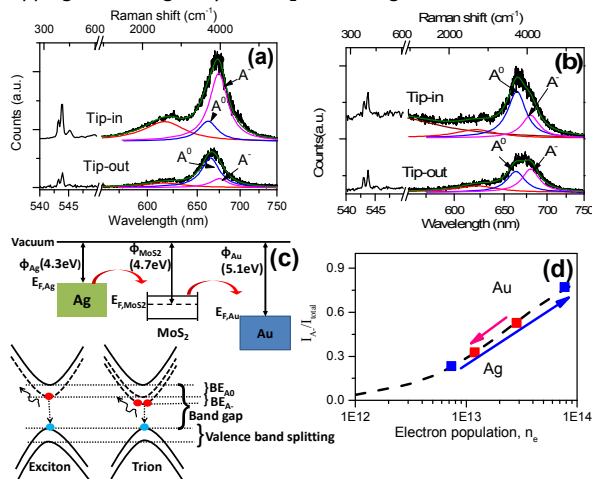 Raman shift (cm⁻¹)
300 2000 4000
(a)
A⁻
Tip-in
A⁰
Tip-out
A⁰
A⁻
Counts (a.u.)
540 545 600 650 700 750
Wavelength (nm)
Raman shift (cm⁻¹)
300 2000 4000
(b)
A⁰
A⁻
Tip-in
A⁰
A⁻
Tip-out
Counts(a.u.)
540 545 600 650 700 750
Wavelength (nm)
Vacuum
(c)
ϕAg(4.3eV)
ϕMoS2
(4.7eV)
ϕAu
(5.1eV)
EF,Ag
Ag
EF,MoS2
MoS₂
EF,Au
Au
BEA0
BEA-
Band gap
Valence band splitting
Exciton Trion
(d)
0.9
0.6
0.3
0.0
IA-/Itotal
Au
Ag
1E12 1E13 1E14
Electron population, nₑ